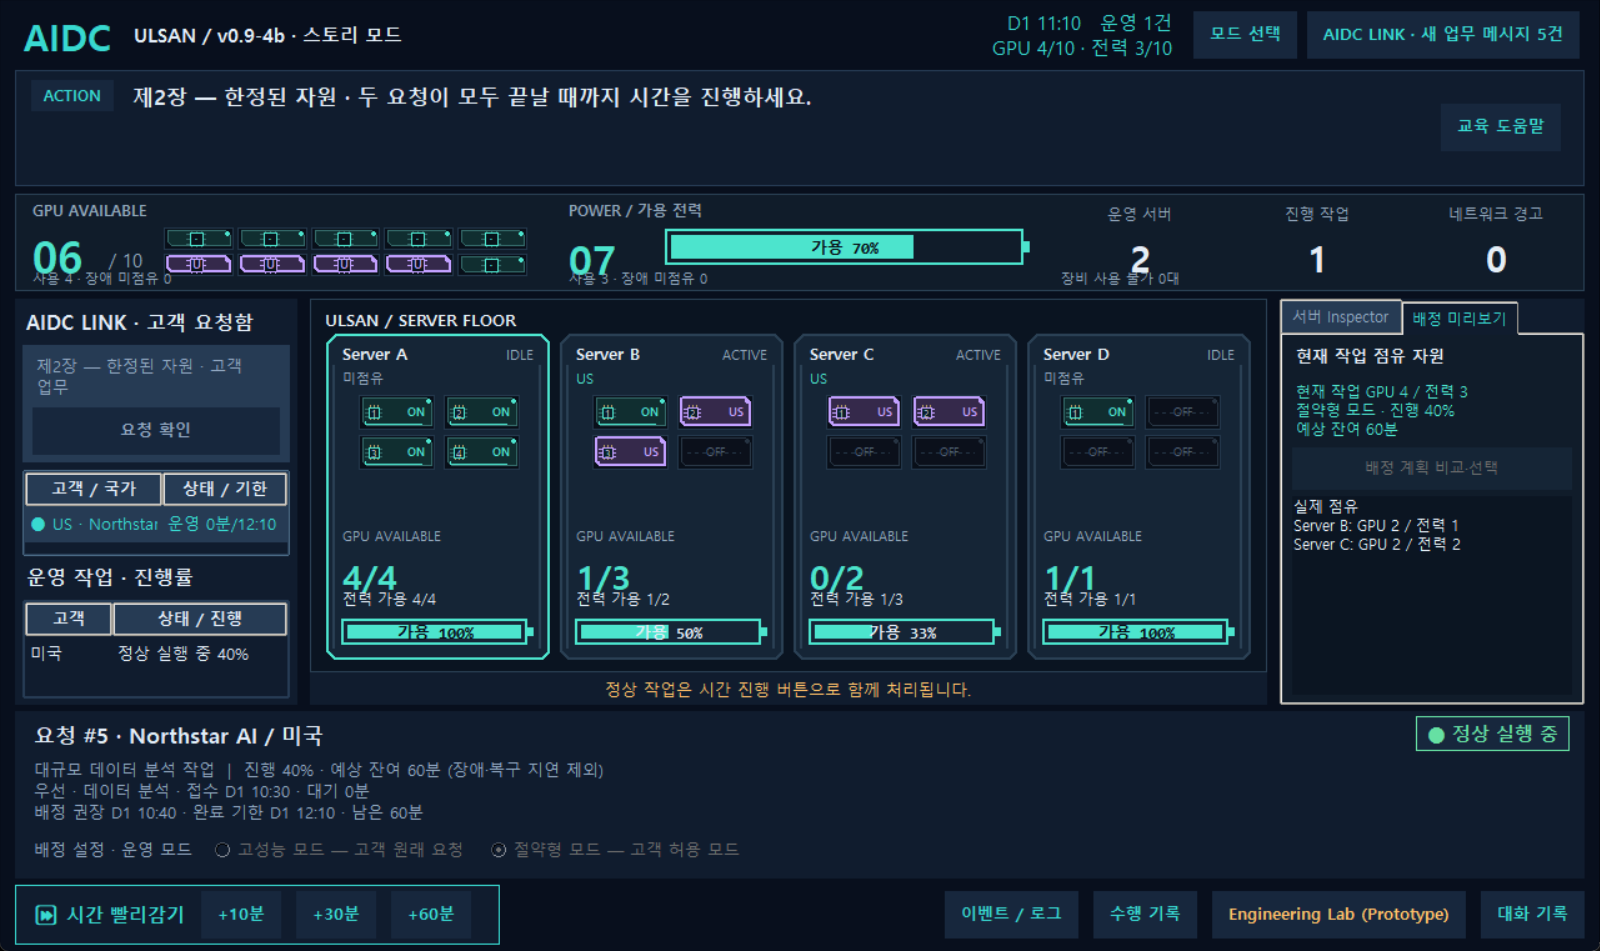 AIDC
ULSAN / v0.9-4b · 스토리 모드
D1 11:10 운영 1건
GPU 4/10 · 전력 3/10
모드 선택
AIDC LINK · 새 업무 메시지 5건
ACTION
제2장 — 한정된 자원 · 두 요청이 모두 끝날 때까지 시간을 진행하세요.
교육 도움말
GPU AVAILABLE
06 / 10
사용 4 · 장애 미점유 0
U U U U
POWER / 가용 전력
07
사용 3 · 장애 미점유 0
가용 70%
운영 서버
2
장비 사용 불가 0대
진행 작업
1
네트워크 경고
0
AIDC LINK · 고객 요청함
제2장 — 한정된 자원 · 고객
업무
요청 확인
고객 / 국가 상태 / 기한
US · Northstar 운영 0분/12:10
운영 작업 · 진행률
고객 상태 / 진행
미국 정상 실행 중 40%
ULSAN / SERVER FLOOR
Server A IDLE
미점유
1 ON 2 ON
3 ON 4 ON
GPU AVAILABLE
4/4
전력 가용 4/4
가용 100%
Server B ACTIVE
US
1 ON 2 US
3 US OFF
GPU AVAILABLE
1/3
전력 가용 1/2
가용 50%
Server C ACTIVE
US
1 US 2 US
OFF OFF
GPU AVAILABLE
0/2
전력 가용 1/3
가용 33%
Server D IDLE
미점유
1 ON OFF
OFF OFF
GPU AVAILABLE
1/1
전력 가용 1/1
가용 100%
정상 작업은 시간 진행 버튼으로 함께 처리됩니다.
서버 Inspector
배정 미리보기
현재 작업 점유 자원
현재 작업 GPU 4 / 전력 3
절약형 모드 · 진행 40%
예상 잔여 60분
배정 계획 비교·선택
실제 점유
Server B: GPU 2 / 전력 1
Server C: GPU 2 / 전력 2
요청 #5 · Northstar AI / 미국
정상 실행 중
대규모 데이터 분석 작업 | 진행 40% · 예상 잔여 60분 (장애·복구 지연 제외)
우선 · 데이터 분석 · 접수 D1 10:30 · 대기 0분
배정 권장 D1 10:40 · 완료 기한 D1 12:10 · 남은 60분
배정 설정 · 운영 모드 고성능 모드 — 고객 원래 요청 절약형 모드 — 고객 허용 모드
시간 빨리감기
+10분
+30분
+60분
이벤트 / 로그
수행 기록
Engineering Lab (Prototype)
대화 기록